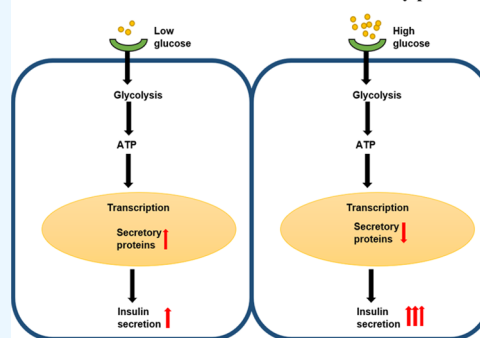 Low
glucose
Glycolysis
ATP
Transcription
Secretory
proteins
Insulin
secretion
High
glucose
Glycolysis
ATP
Transcription
Secretory
proteins
Insulin
secretion